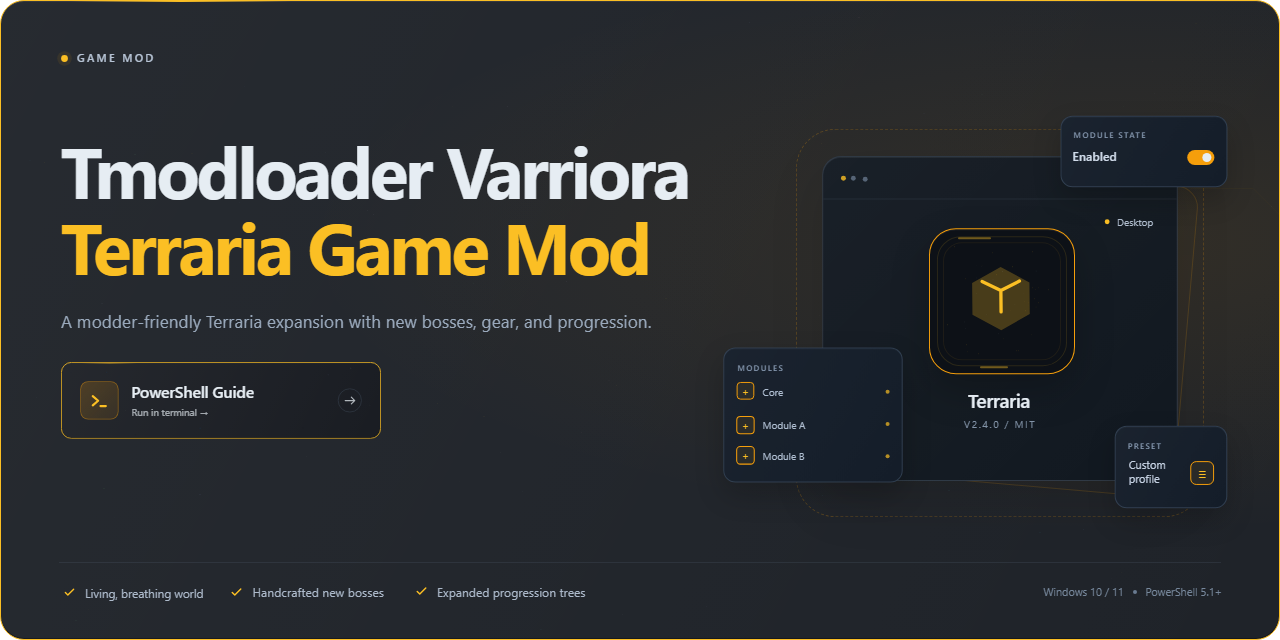 GAME MOD
Tmodloader Varriora
Terraria Game Mod
A modder-friendly Terraria expansion with new bosses, gear, and progression.
PowerShell Guide
Run in terminal →
MODULE STATE
Enabled
Desktop
MODULES
Core
Module A
Module B
Terraria
V2.4.0 / MIT
PRESET
Custom
profile
Living, breathing world
Handcrafted new bosses
Expanded progression trees
Windows 10 / 11 • PowerShell 5.1+